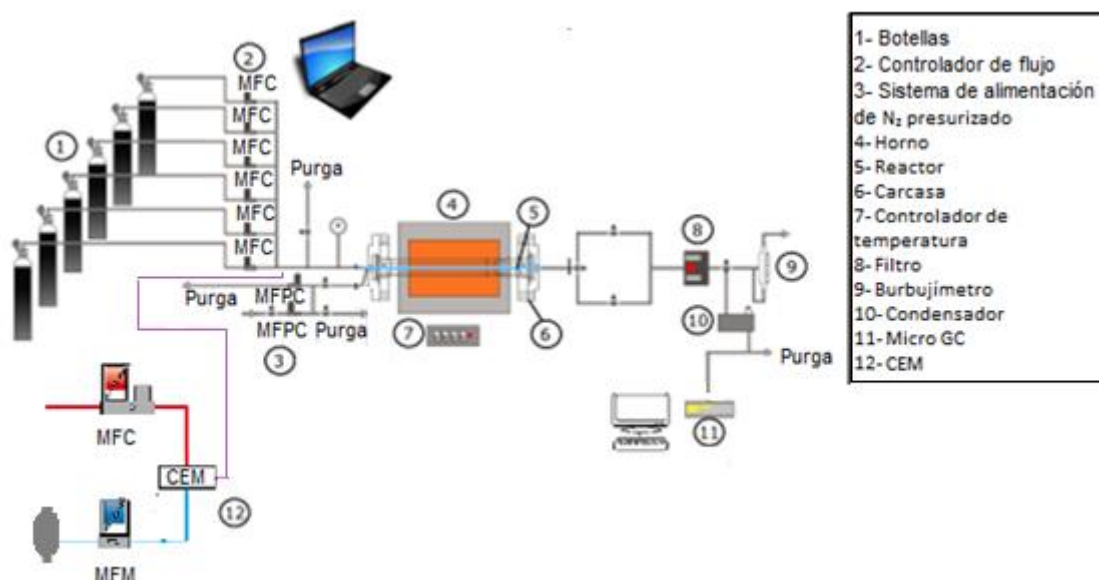 2
MFC
MFC
MFC
MFC
MFC
MFC
1
Purga
4
5
8
9
Purga
MFPC
MFPC
Purga
3
7
6
10
Purga
11
MFC
CEM
12
MFM
1- Botellas
2- Controlador de flujo
3- Sistema de alimentación
de N₂ presurizado
4- Horno
5- Reactor
6- Carcasa
7- Controlador de
temperatura
8- Filtro
9- Burbujímetro
10- Condensador
11- Micro GC
12- CEM